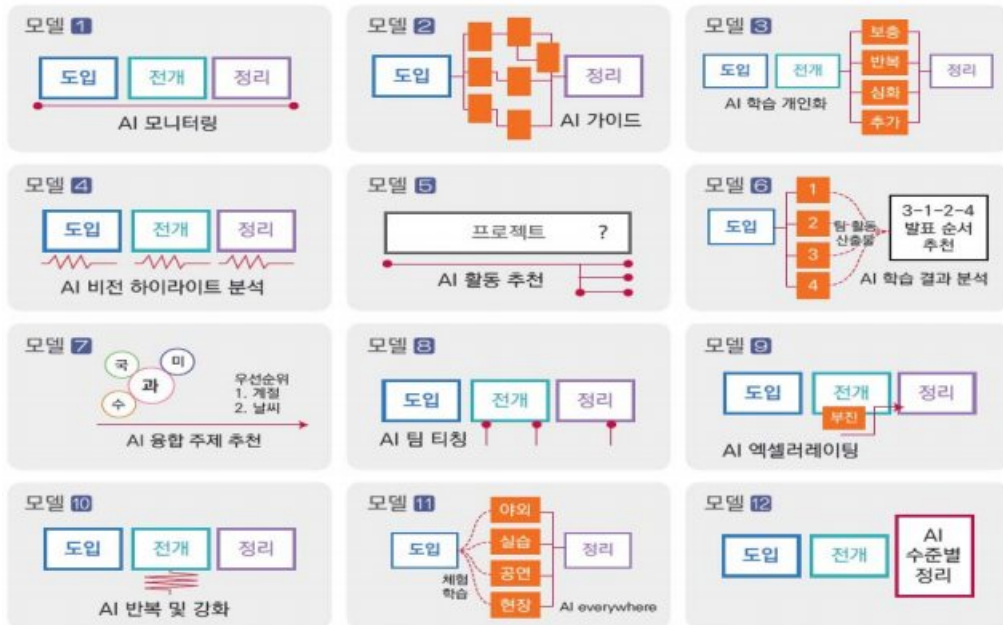 모델 1
도입 전개 정리
AI 모니터링
모델 2
도입 정리
AI 가이드
모델 3
도입 전개 보충 반복 심화 추가 정리
AI 학습 개인화
모델 4
도입 전개 정리
AI 비전 하이라이트 분석
모델 5
프로젝트 ?
AI 활동 추천
모델 6
도입
1
2
3
4
팀 활동
산출물
3-1-2-4
발표 순서
추천
AI 학습 결과 분석
모델 7
국 미
과
수
우선순위
1. 계절
2. 날씨
AI 융합 주제 추천
모델 8
도입 전개 정리
AI 팀 티칭
모델 9
도입 전개 정리
부진
AI 엑셀러레이팅
모델 10
도입 전개 정리
AI 반복 및 강화
모델 11
도입
체험
학습
야외
실습
공연
현장
정리
AI everywhere
모델 12
도입 전개
AI
수준별
정리